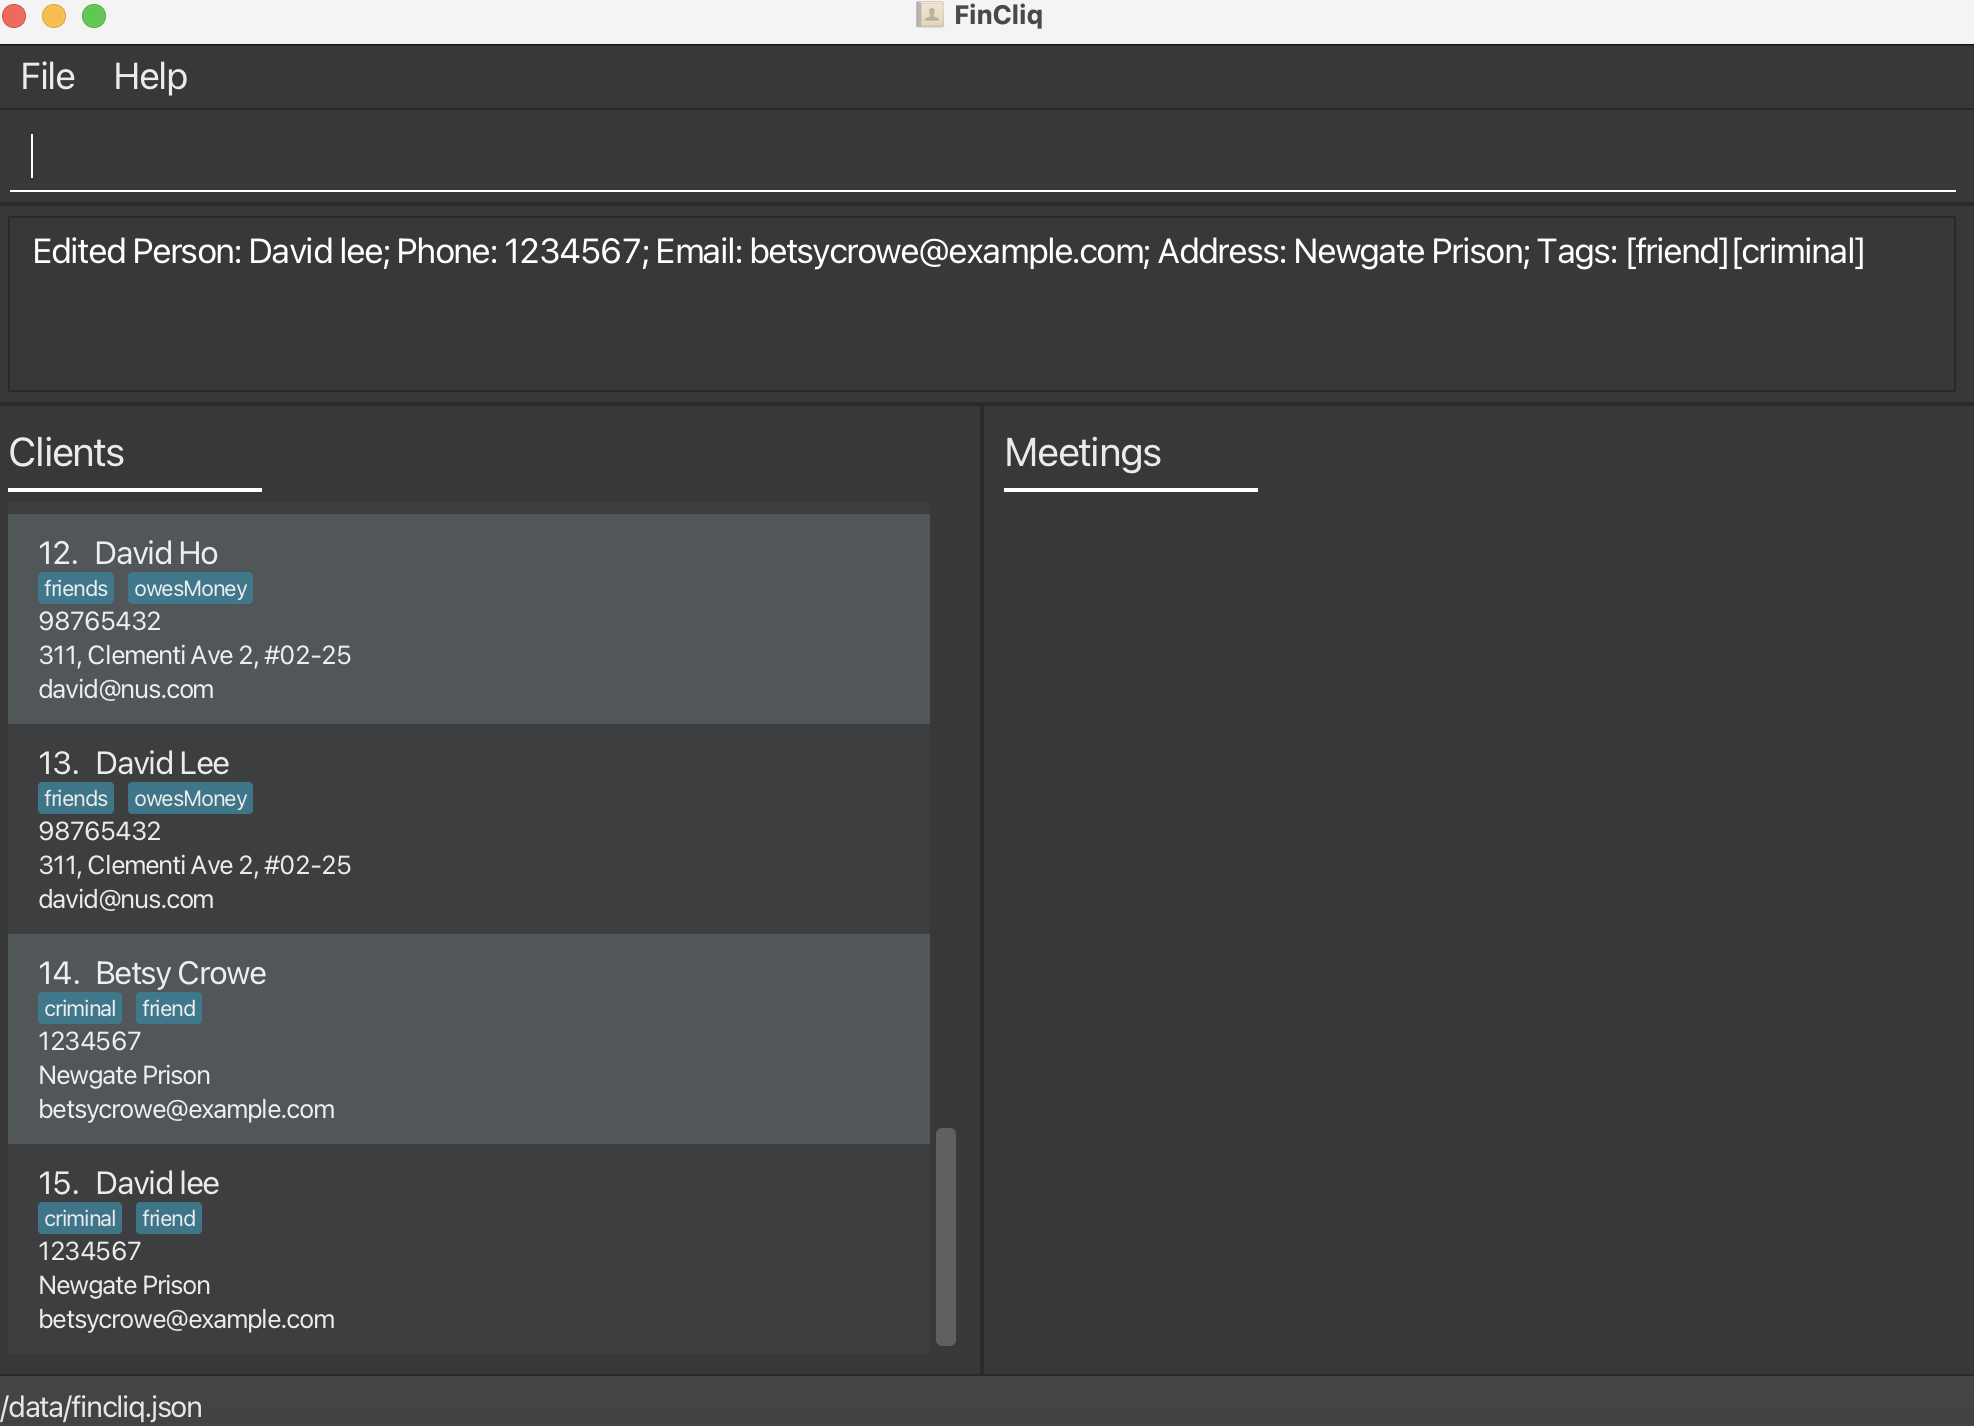 FinCliq
File Help
Edited Person: David lee; Phone: 1234567; Email: betsycrowe@example.com; Address: Newgate Prison; Tags: [friend][criminal]
Clients
12. David Ho
friends owesMoney
98765432
311, Clementi Ave 2, #02-25
david@nus.com
13. David Lee
friends owesMoney
98765432
311, Clementi Ave 2, #02-25
david@nus.com
14. Betsy Crowe
criminal friend
1234567
Newgate Prison
betsycrowe@example.com
15. David lee
criminal friend
1234567
Newgate Prison
betsycrowe@example.com
Meetings
/data/fincliq.json